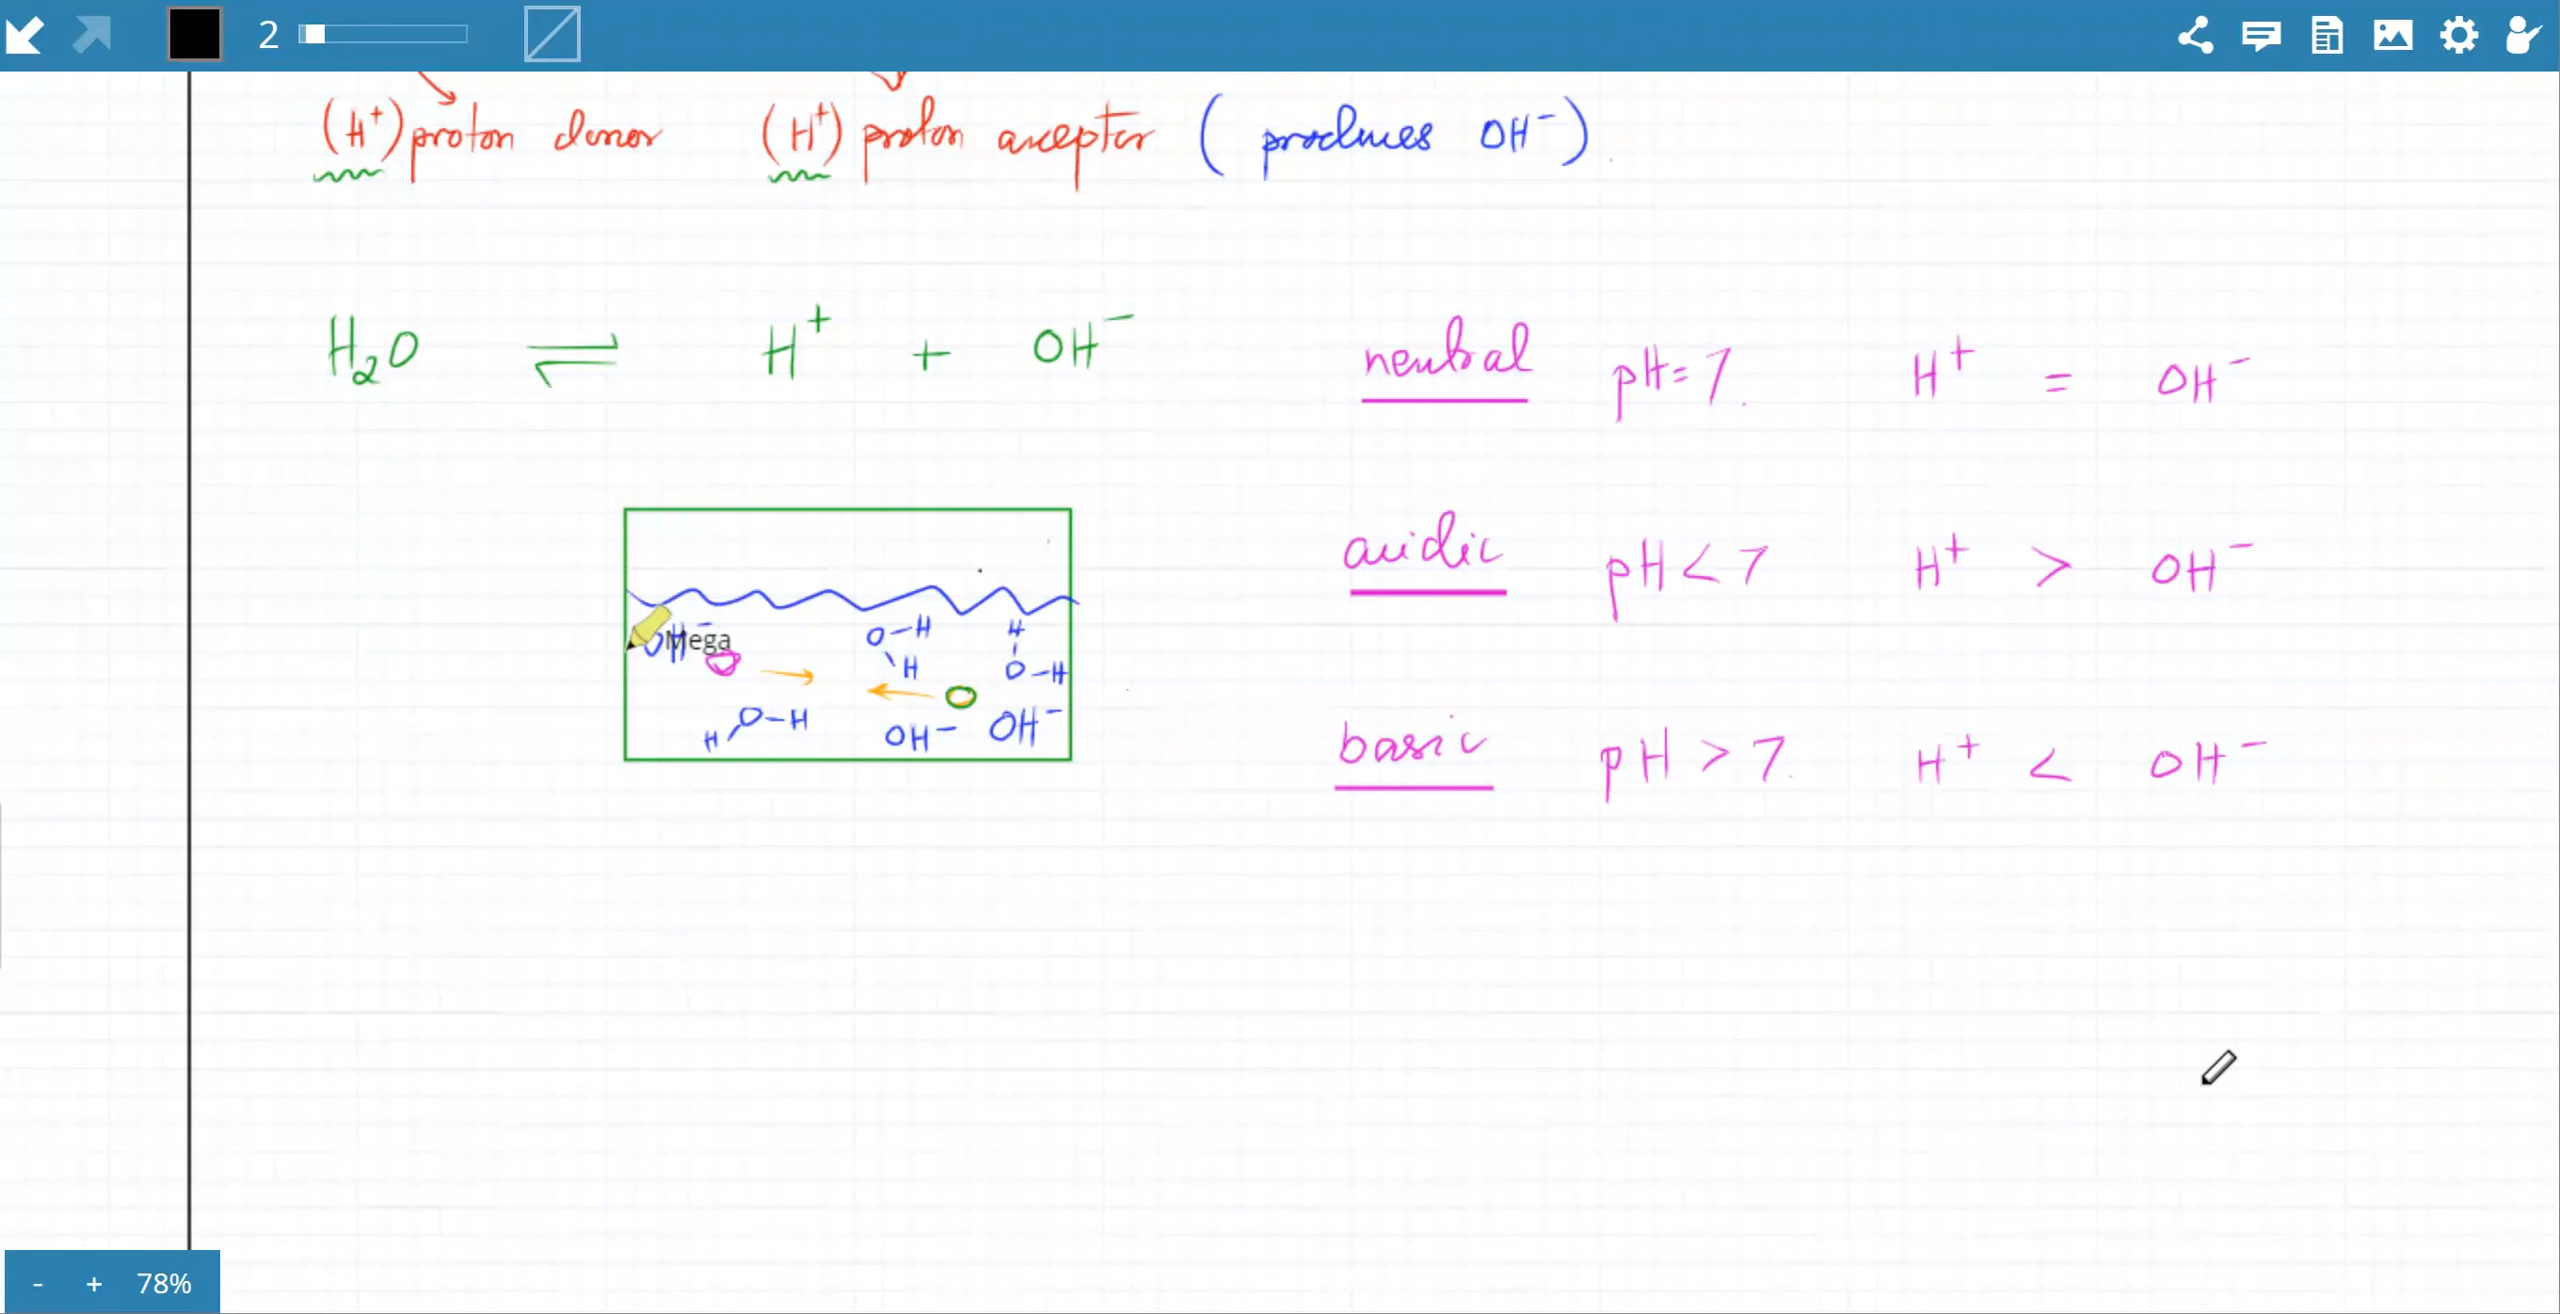 2
(H⁺) proton donor (H⁺) proton acceptor ( produces OH⁻ ).
H₂O ⇌ H⁺ + OH⁻
neutral pH = 7. H⁺ = OH⁻
acidic pH < 7 H⁺ > OH⁻
basic pH > 7. H⁺ < OH⁻
OH⁻ Mega O-H H H O-H
H O-H OH⁻ OH⁻
- + 78%